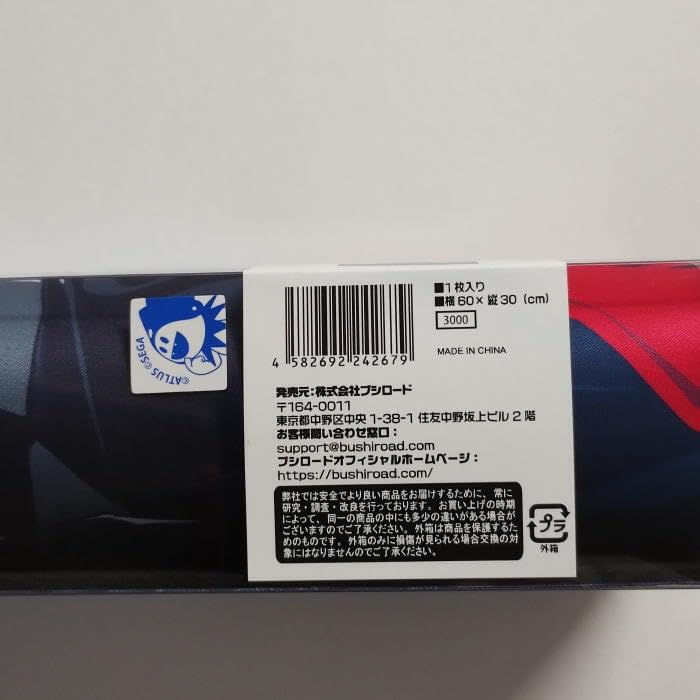 ©ATLUS©SEGA
4 582692 242679
■1枚入り
■横60×縦30(cm)
3000
MADE IN CHINA
発売元:株式会社ブシロード
〒164-0011
東京都中野区中央1-38-1 住友中野坂上ビル2階
お客様問い合わせ窓口:
support@bushiroad.com
ブシロードオフィシャルホームページ:
https://bushiroad.com/
弊社では安全でより良い商品をお届けするために、常に
研究・調査・改良を行っております。お買い上げの時期
によって、同一の商品の中にも多少の違いがある場合が
ございますのでご了承ください。外箱は商品を保護するた
めのものです。外箱のみに損傷が見られる場合交換の対
象にはなりませんのでご了承ください。
プラ
外箱